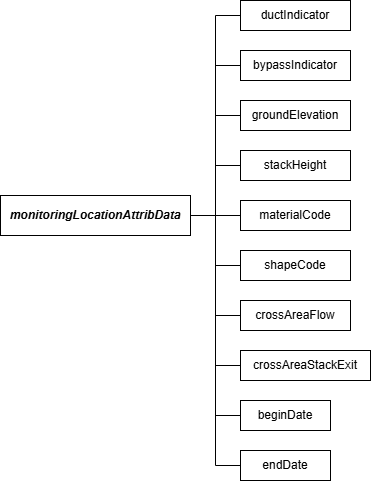 ductIndicator
bypassIndicator
groundElevation
stackHeight
monitoringLocationAttribData
materialCode
shapeCode
crossAreaFlow
crossAreaStackExit
beginDate
endDate